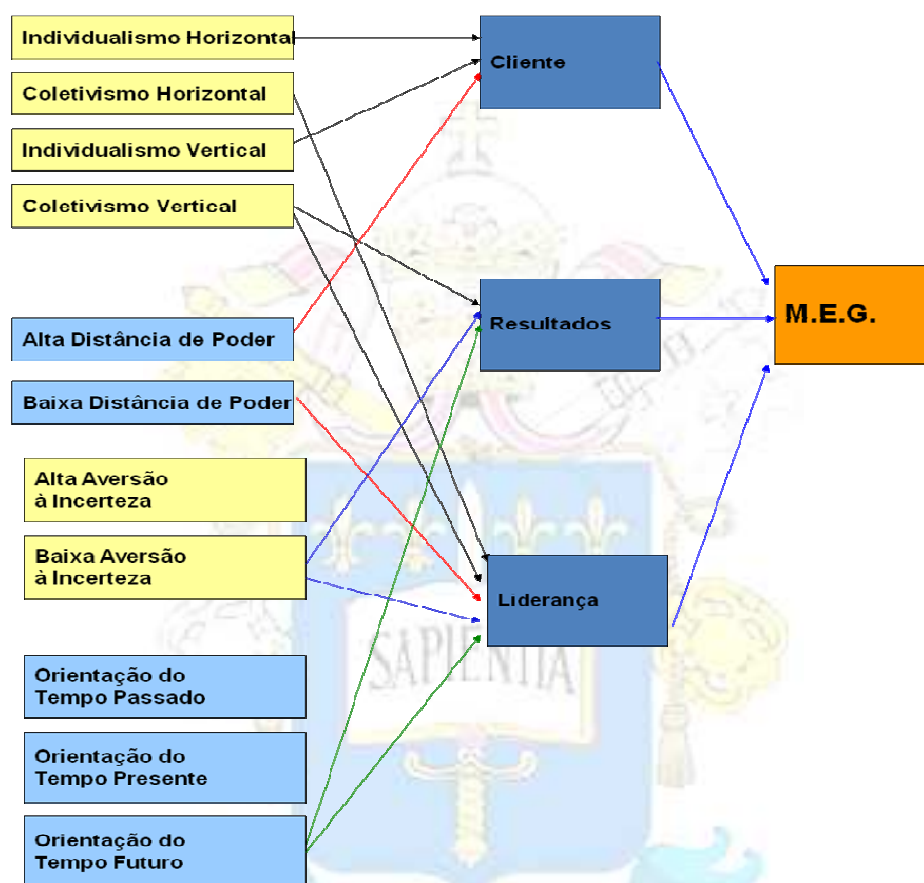 Individualismo Horizontal
Coletivismo Horizontal
Individualismo Vertical
Coletivismo Vertical
Alta Distância de Poder
Baixa Distância de Poder
Alta Aversão
à Incerteza
Baixa Aversão
à Incerteza
Orientação do
Tempo Passado
Orientação do
Tempo Presente
Orientação do
Tempo Futuro
Cliente
Resultados
Liderança
M.E.G.
SAPIENTIA